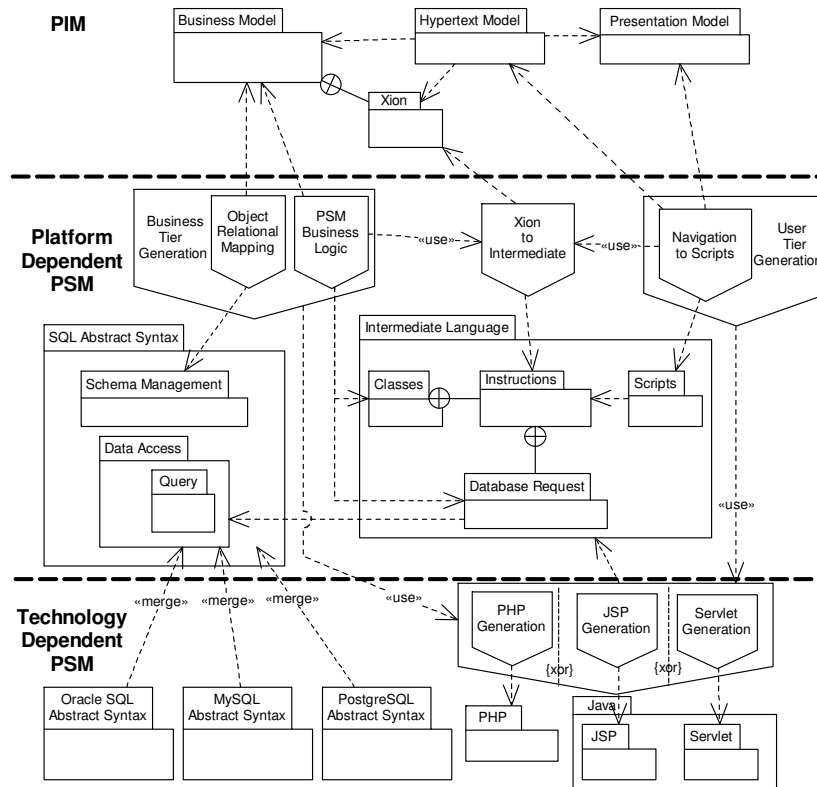 PIM
Business Model
Hypertext Model
Presentation Model
Xion
Platform
Dependent
PSM
Business
Tier
Generation
Object
Relational
Mapping
PSM
Business
Logic
«use»
Xion
to
Intermediate
«use»
Navigation
to Scripts
User
Tier
Generation
SQL Abstract Syntax
Schema Management
Data Access
Query
Intermediate Language
Classes
Instructions
Scripts
Database Request
«use»
«merge»
«merge»
«merge»
«use»
Technology
Dependent
PSM
PHP
Generation
{xor}
JSP
Generation
{xor}
Servlet
Generation
Oracle SQL
Abstract Syntax
MySQL
Abstract Syntax
PostgreSQL
Abstract Syntax
PHP
Java
JSP
Servlet